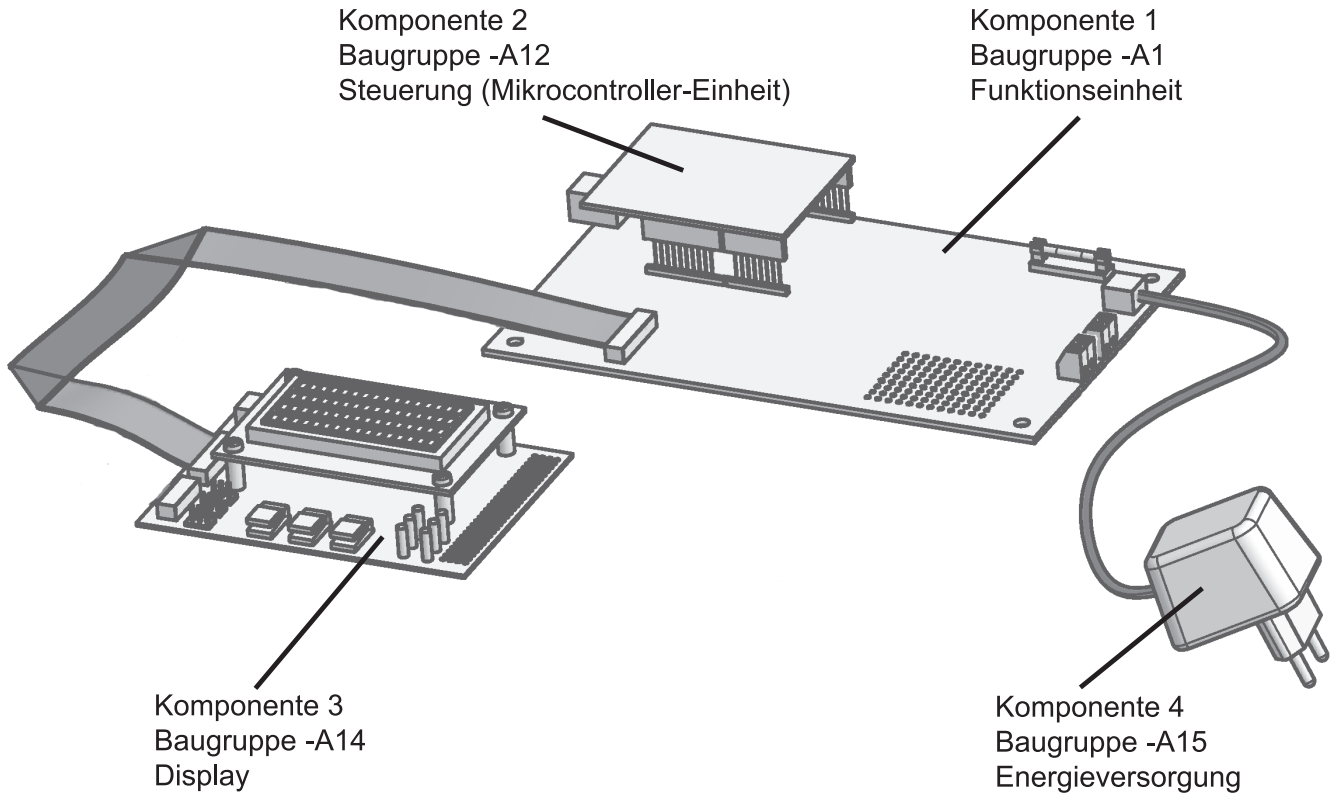 Komponente 2
Baugruppe -A12
Steuerung (Mikrocontroller-Einheit)
Komponente 1
Baugruppe -A1
Funktionseinheit
Komponente 3
Baugruppe -A14
Display
Komponente 4
Baugruppe -A15
Energieversorgung